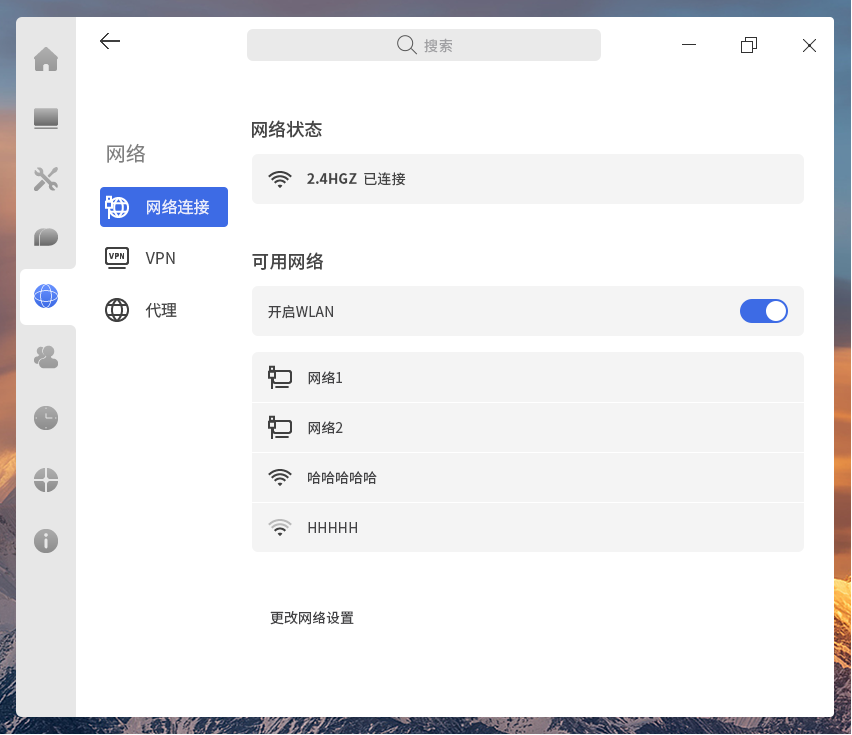 搜索
网络
网络连接
VPN
VPN
代理
网络状态
2.4HGZ 已连接
可用网络
开启WLAN
网络1
网络2
哈哈哈哈哈
HHHHH
更改网络设置